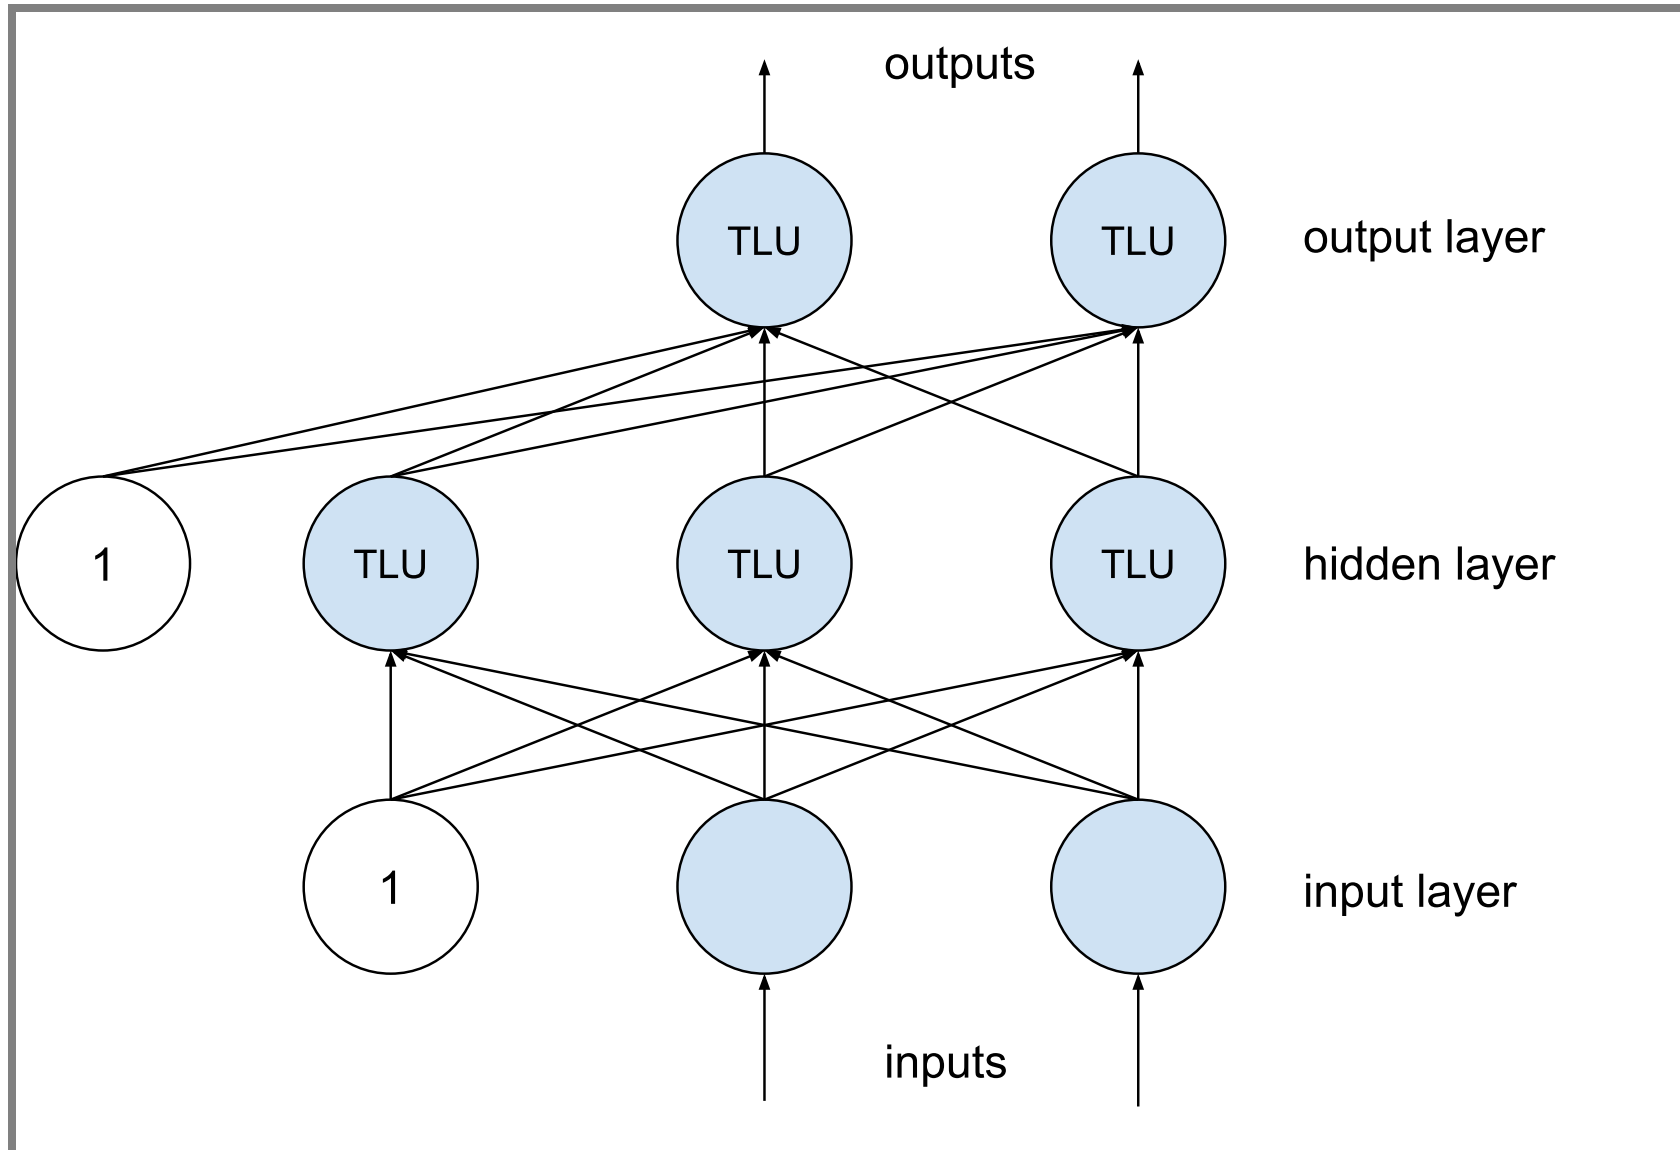 outputs
TLU
TLU
output layer
1
TLU
TLU
TLU
hidden layer
1
input layer
inputs